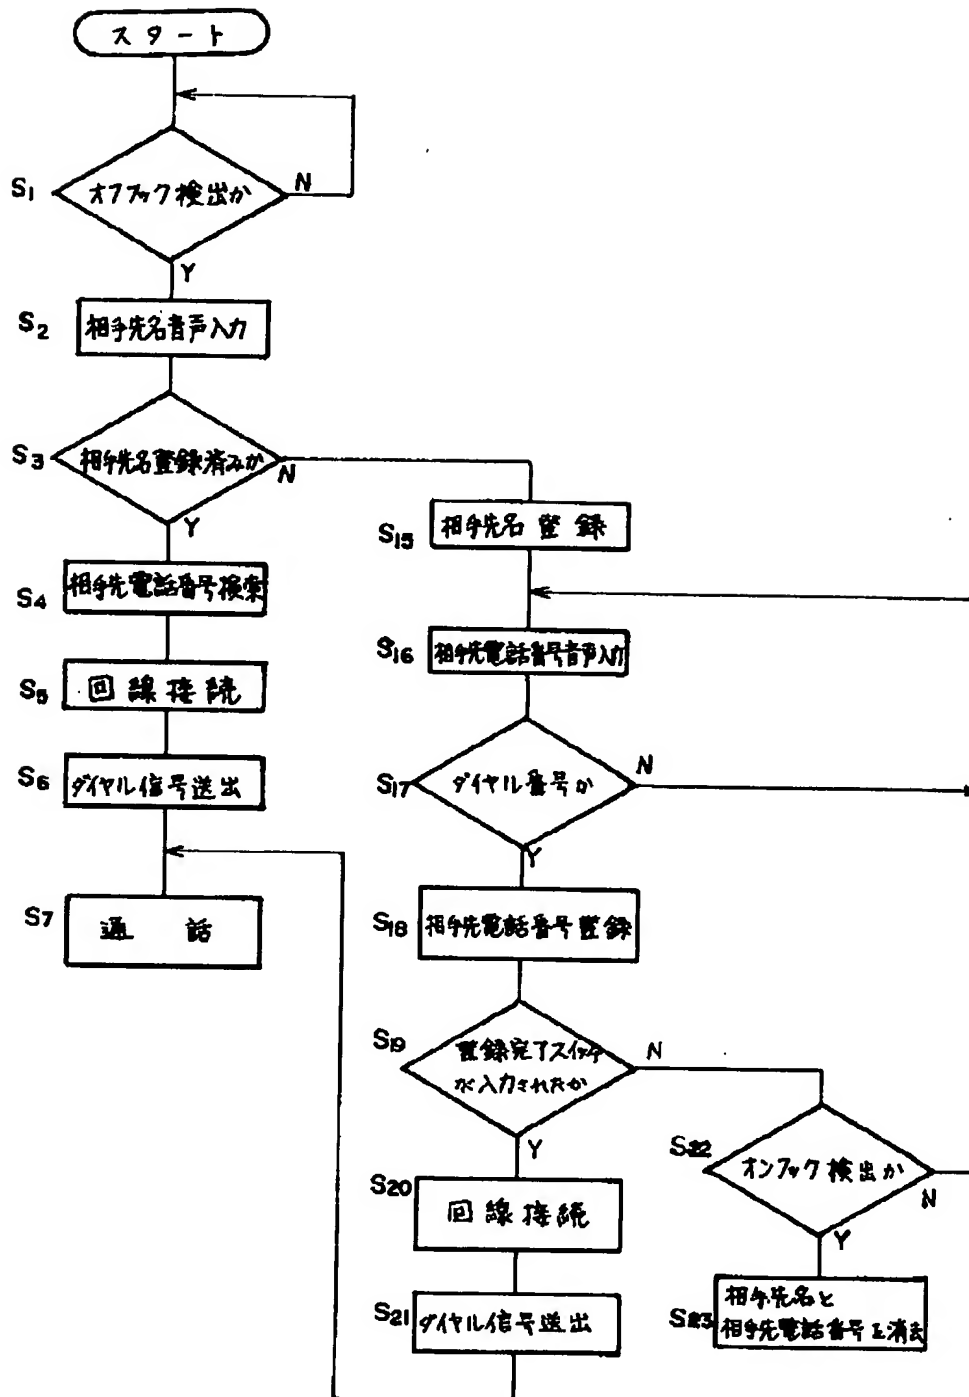 スタート
S1
オフフック検出か
N
Y
S2
相手先名音声入力
S3
相手先名登録済みか
N
Y
S4
相手先電話番号検索
S5
回線接続
S6
ダイヤル信号送出
S7
通話
S15
相手先名登録
S16
相手先電話番号音声入力
S17
ダイヤル番号か
N
Y
S18
相手先電話番号登録
S19
登録完了スイッチ
が入力されたか
N
Y
S20
回線接続
S21
ダイヤル信号送出
S22
オンフック検出か
N
Y
S23
相手先名と
相手先電話番号を消去